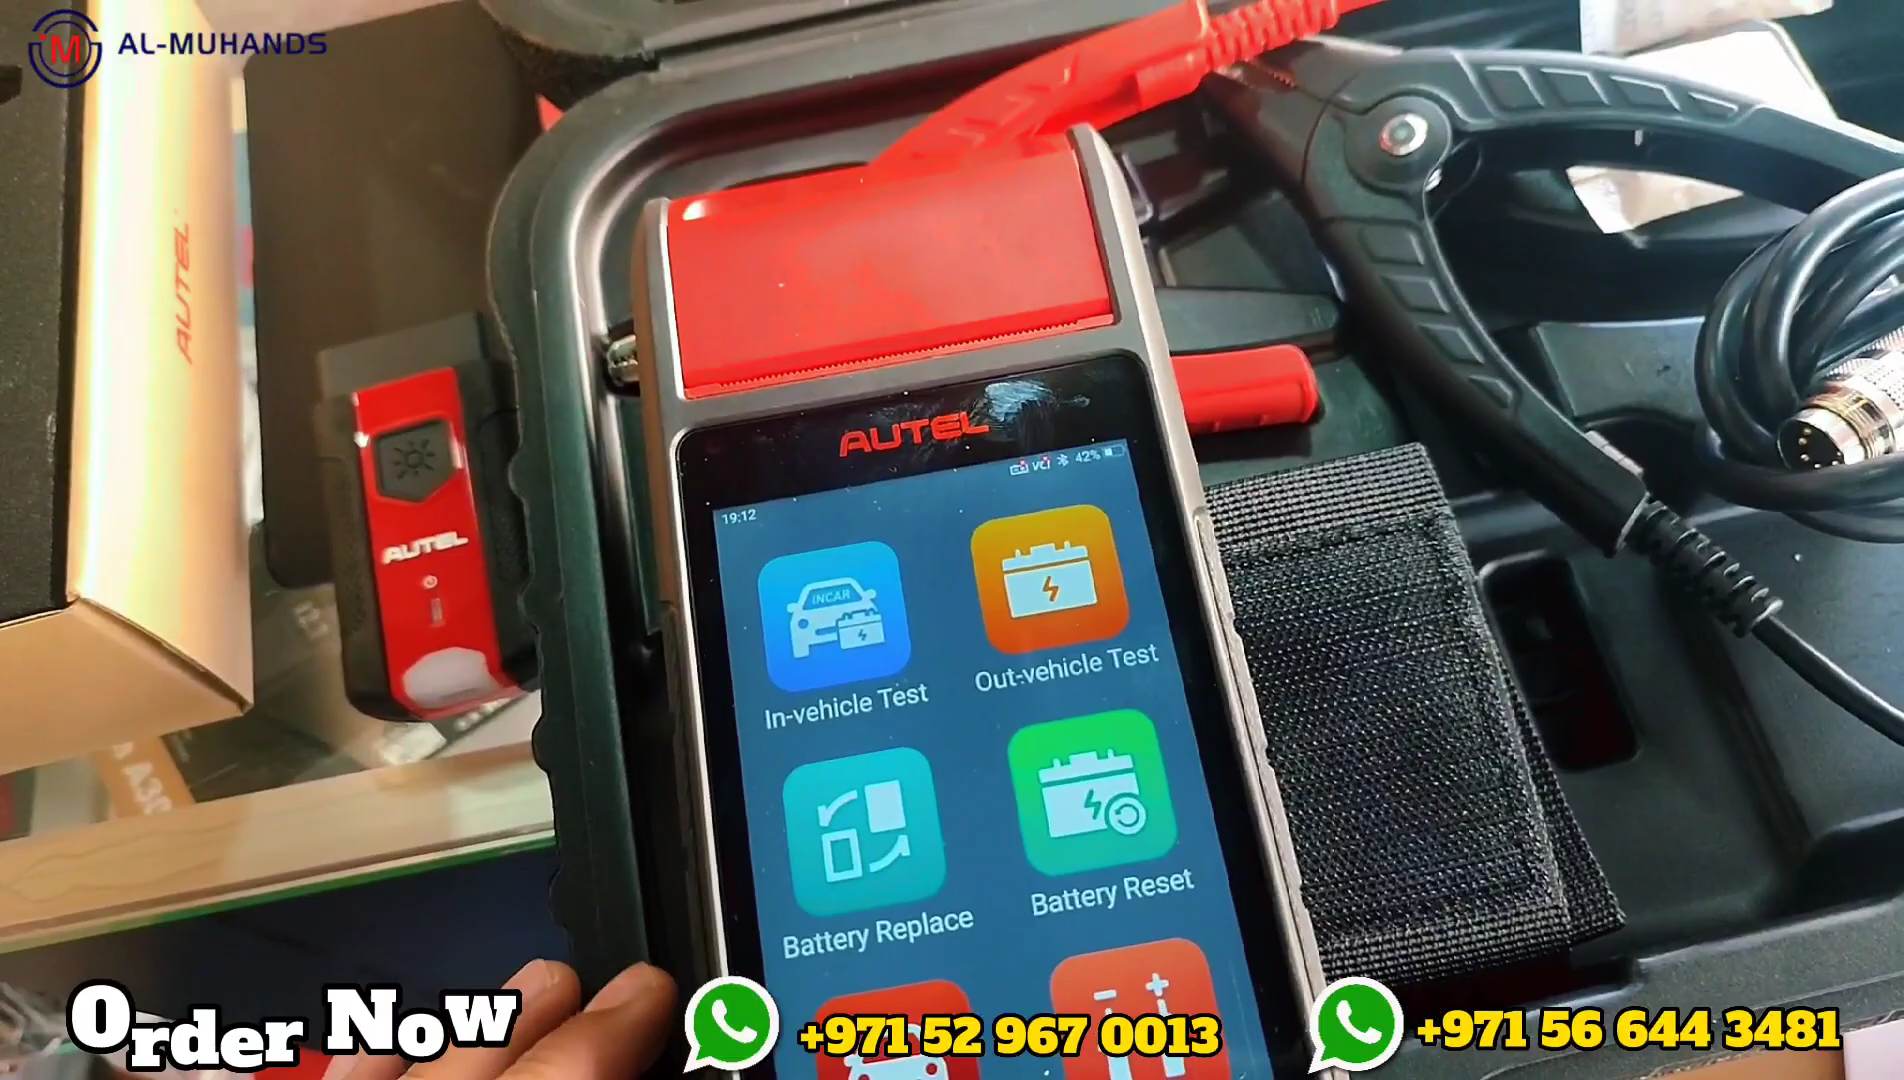 M AL-MUHANDS
AUTEL
AUTEL
AUTEL
VCI 42%
19:12
INCAR
In-vehicle Test
Out-vehicle Test
Battery Replace
Battery Reset
Order Now
+971 52 967 0013
+971 56 644 3481